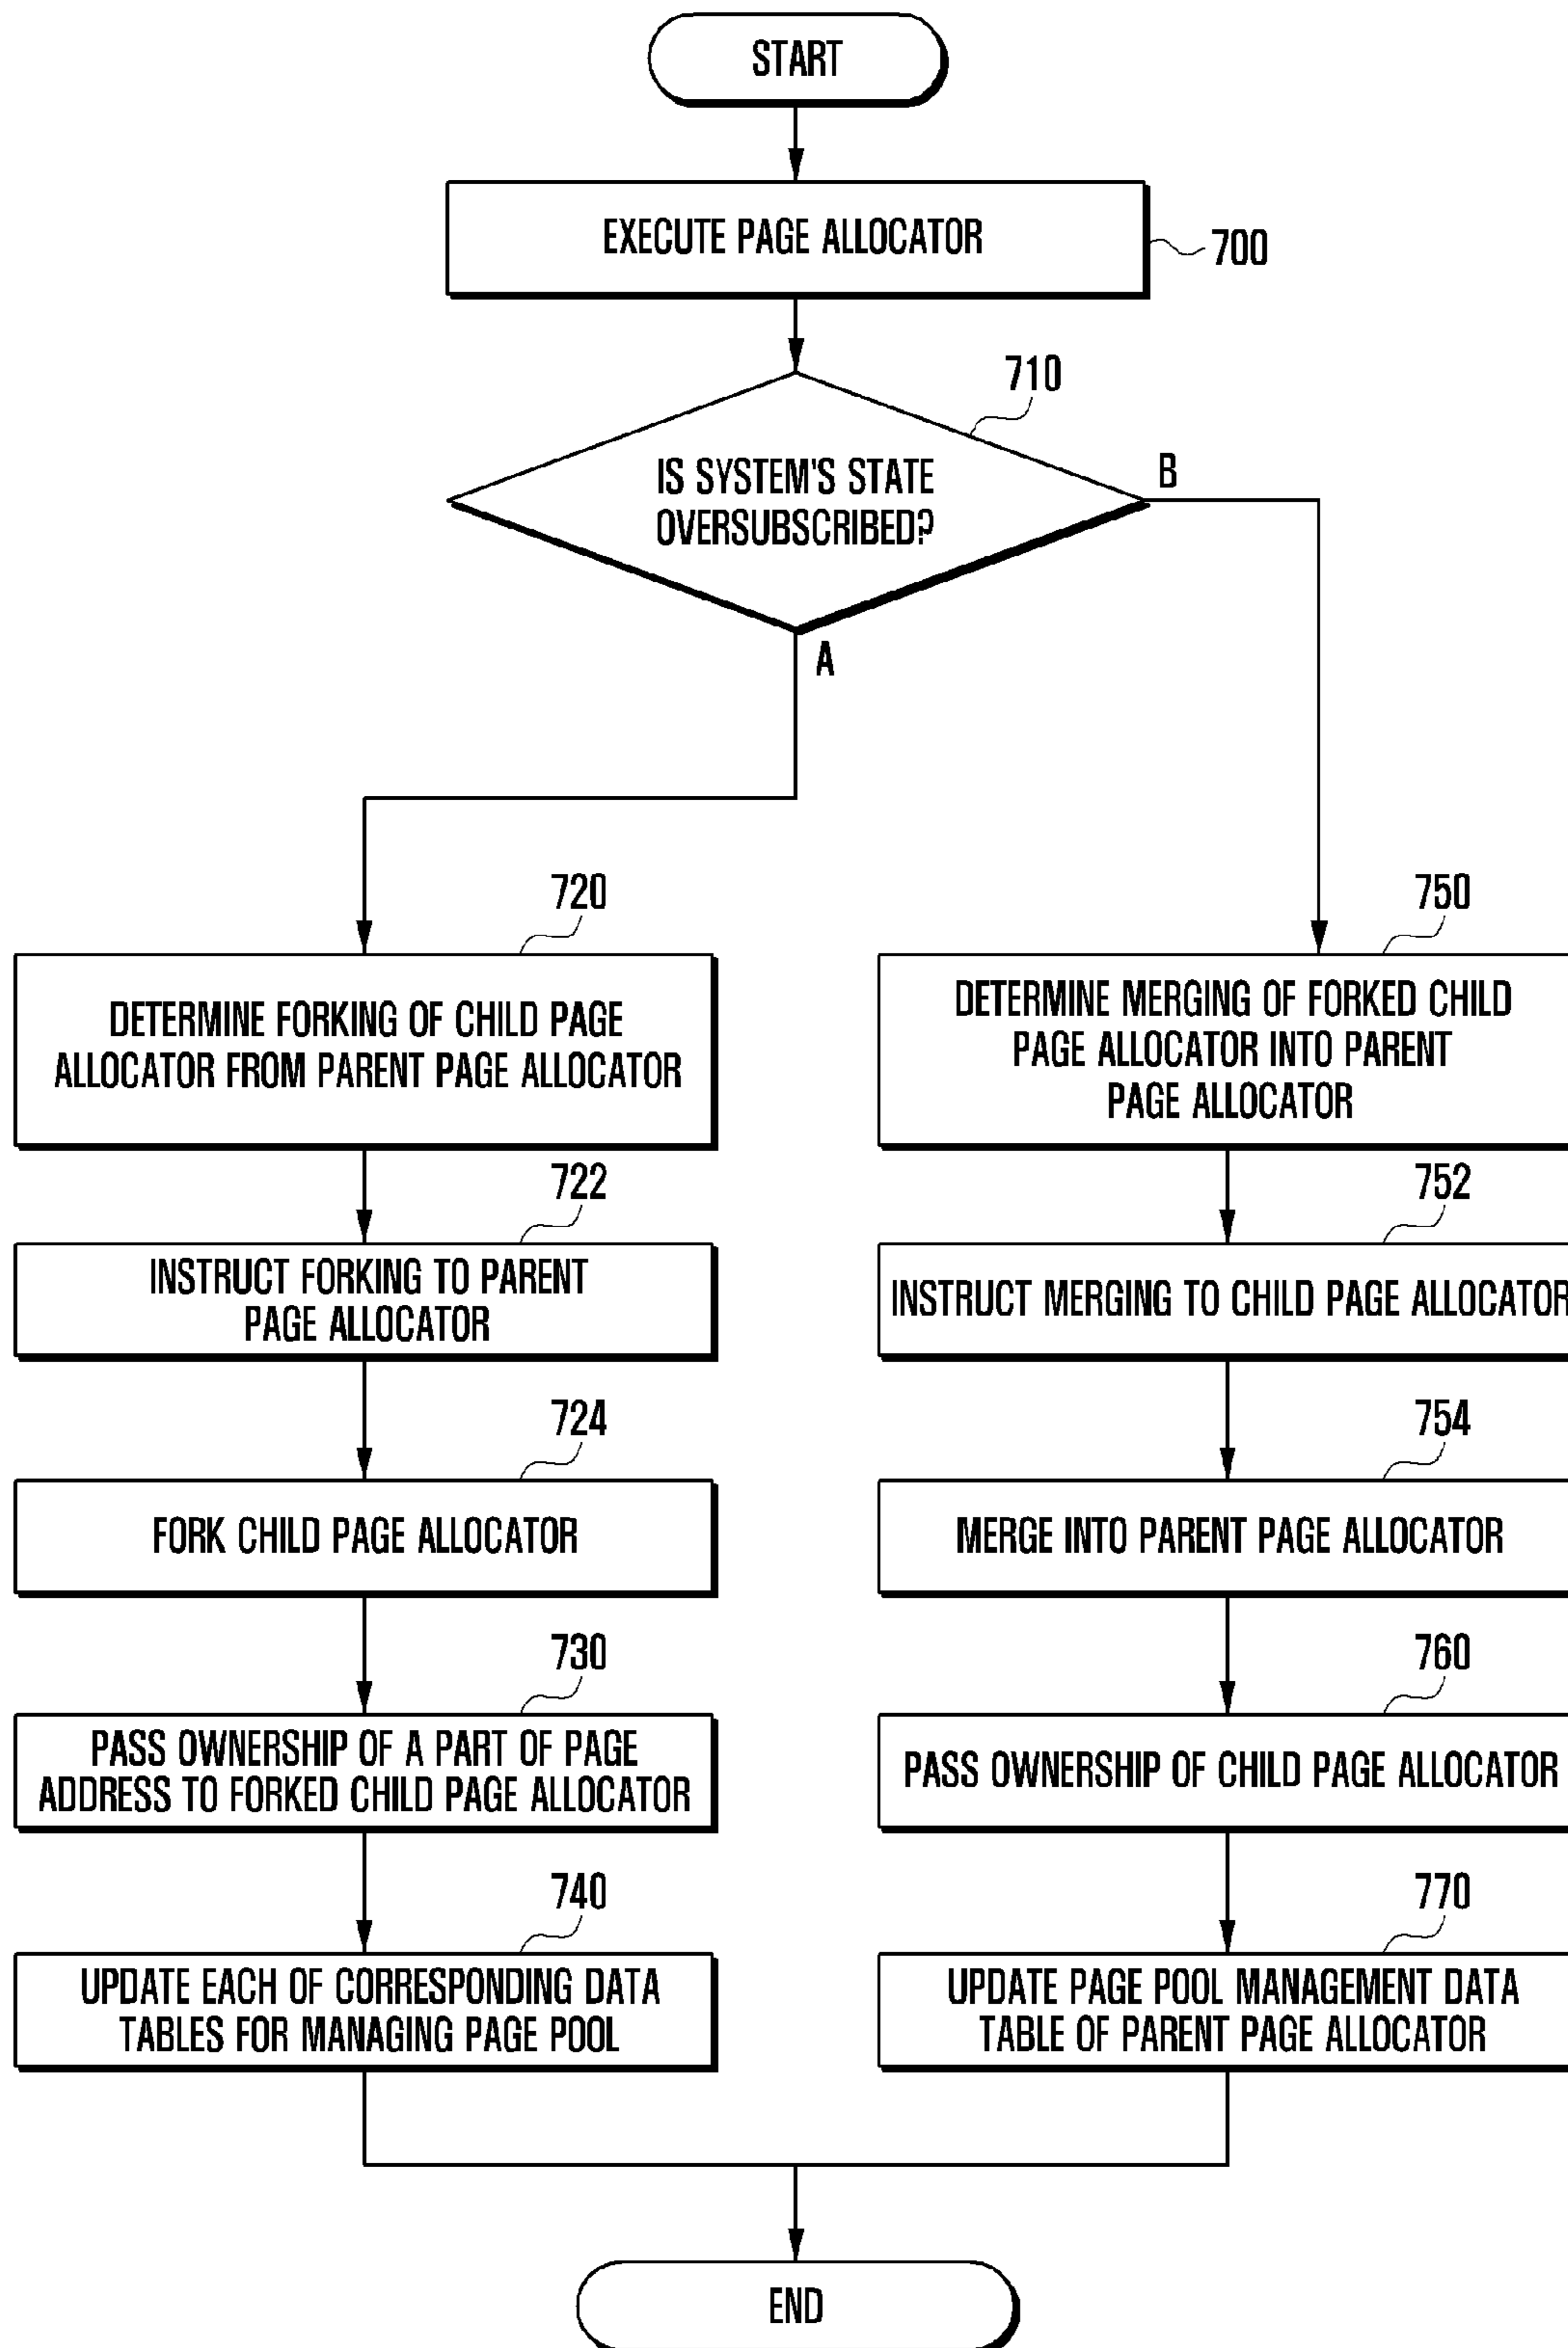 START
EXECUTE PAGE ALLOCATOR
700
710
IS SYSTEM'S STATE
OVERSUBSCRIBED?
B
A
720
DETERMINE FORKING OF CHILD PAGE
ALLOCATOR FROM PARENT PAGE ALLOCATOR
722
INSTRUCT FORKING TO PARENT
PAGE ALLOCATOR
724
FORK CHILD PAGE ALLOCATOR
730
PASS OWNERSHIP OF A PART OF PAGE
ADDRESS TO FORKED CHILD PAGE ALLOCATOR
740
UPDATE EACH OF CORRESPONDING DATA
TABLES FOR MANAGING PAGE POOL
750
DETERMINE MERGING OF FORKED CHILD
PAGE ALLOCATOR INTO PARENT
PAGE ALLOCATOR
752
INSTRUCT MERGING TO CHILD PAGE ALLOCATOR
754
MERGE INTO PARENT PAGE ALLOCATOR
760
PASS OWNERSHIP OF CHILD PAGE ALLOCATOR
770
UPDATE PAGE POOL MANAGEMENT DATA
TABLE OF PARENT PAGE ALLOCATOR
END